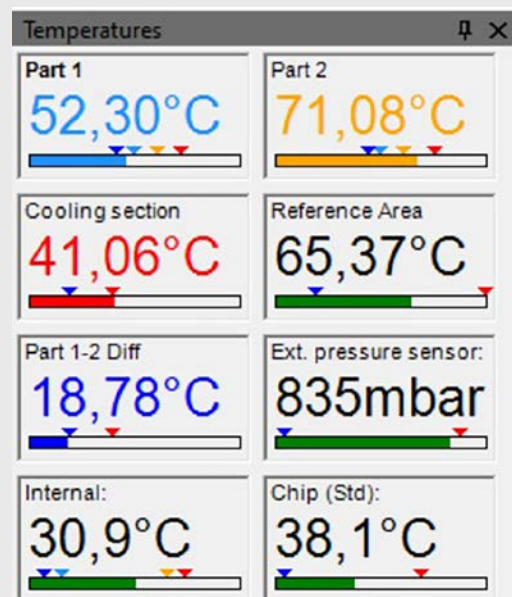 Temperatures
Part 1
52,30°C
Part 2
71,08°C
Cooling section
41,06°C
Reference Area
65,37°C
Part 1-2 Diff
18,78°C
Ext. pressure sensor:
835mbar
Internal:
30,9°C
Chip (Std):
38,1°C